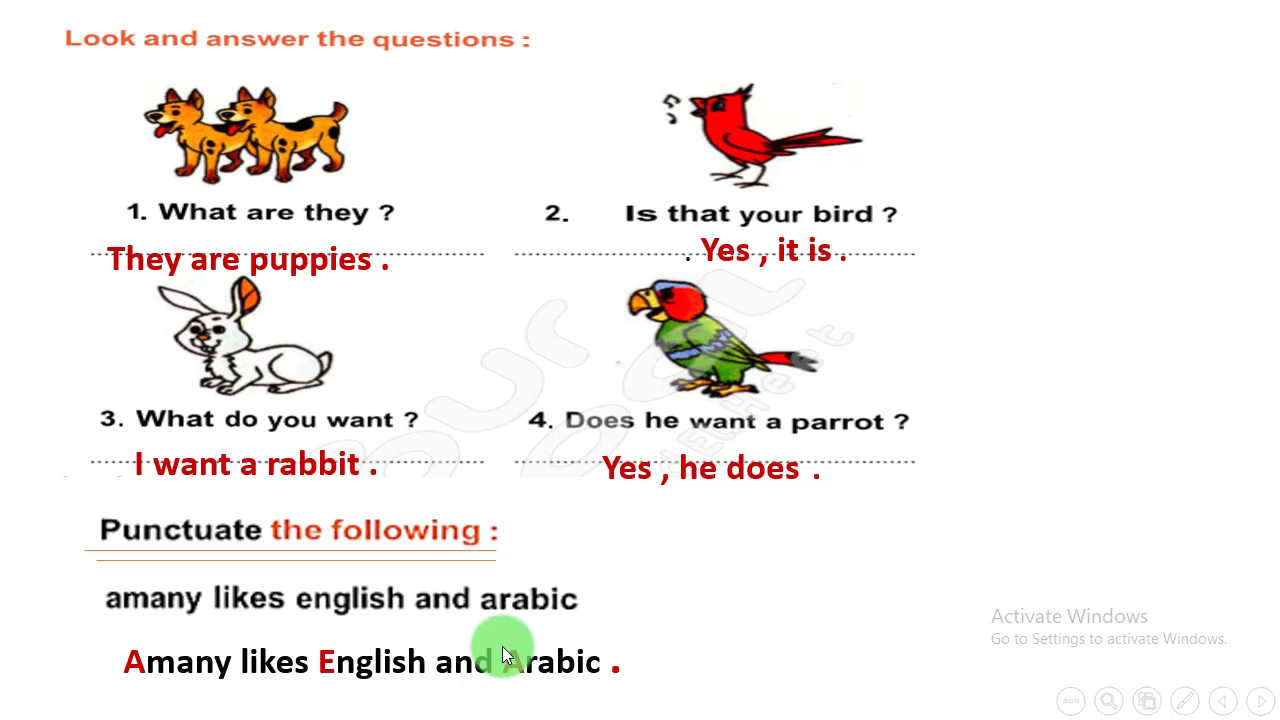 Look and answer the questions :
1. What are they ?
2. Is that your bird ?
They are puppies .
. Yes , it is .
3. What do you want ?
4. Does he want a parrot ?
I want a rabbit .
Yes , he does .
Punctuate the following :
amany likes english and arabic
Amany likes English and Arabic .
Activate Windows
Go to Settings to activate Windows.